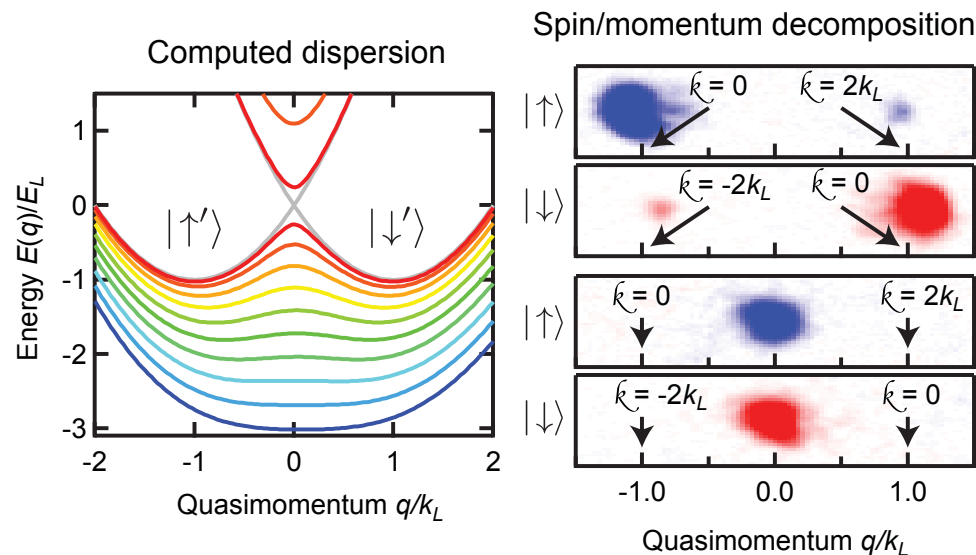 Computed dispersion
Energy E(q)/E_L
1
0
-1
-2
-3
|↑′⟩
|↓′⟩
-2
-1
0
1
2
Quasimomentum q/k_L
Spin/momentum decomposition
|↑⟩
k = 0
k = 2k_L
|↓⟩
k = -2k_L
k = 0
|↑⟩
k = 0
k = 2k_L
|↓⟩
k = -2k_L
k = 0
-1.0
0.0
1.0
Quasimomentum q/k_L